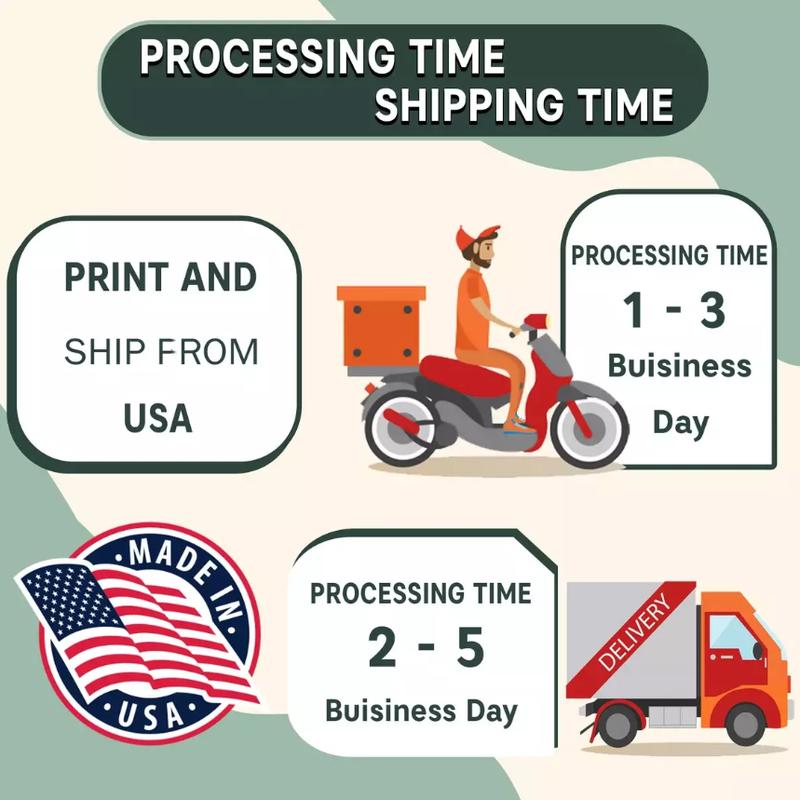 PROCESSING TIME
SHIPPING TIME
PRINT AND
SHIP FROM
USA
PROCESSING TIME
1 - 3
Buisiness
Day
MADE IN
USA
PROCESSING TIME
2 - 5
Buisiness Day
DELIVERY